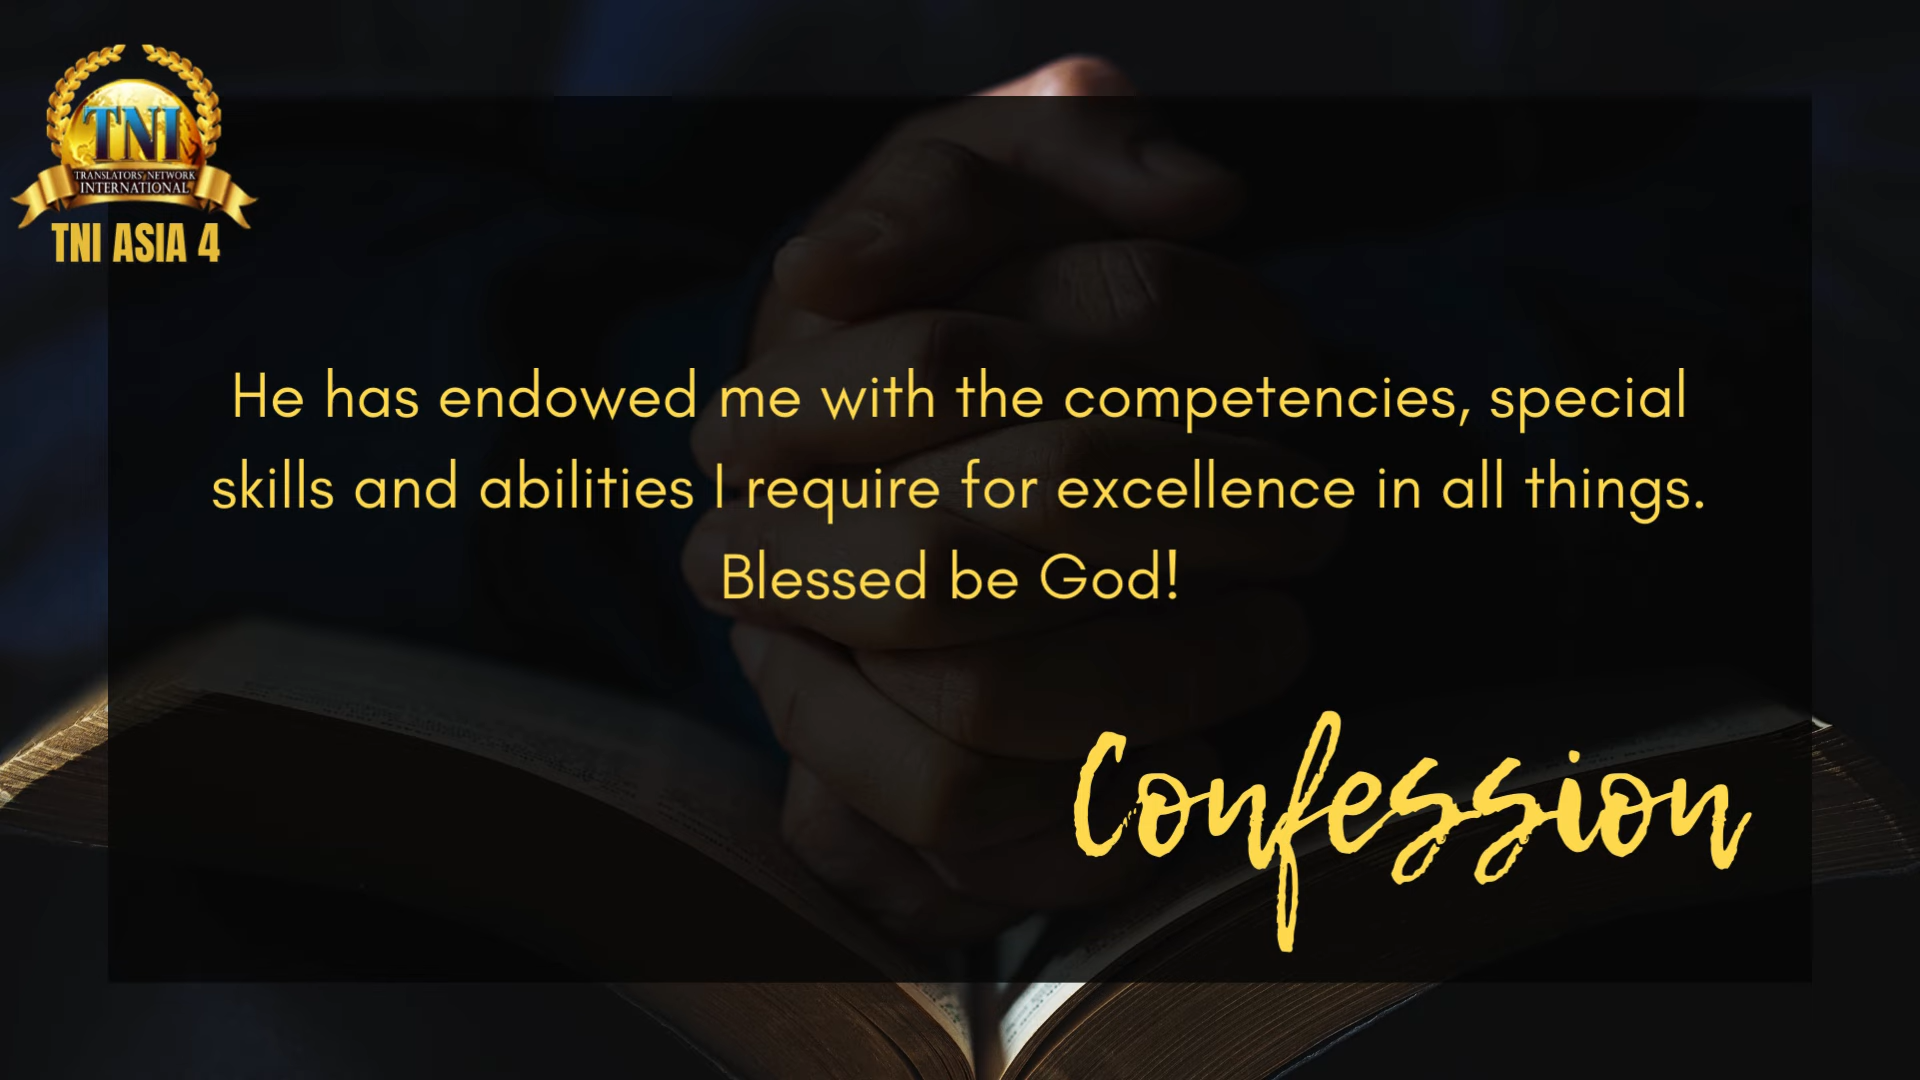 TNI
TRANSLATORS' NETWORK
INTERNATIONAL
TNI ASIA 4
He has endowed me with the competencies, special
skills and abilities I require for excellence in all things.
Blessed be God!
Confession